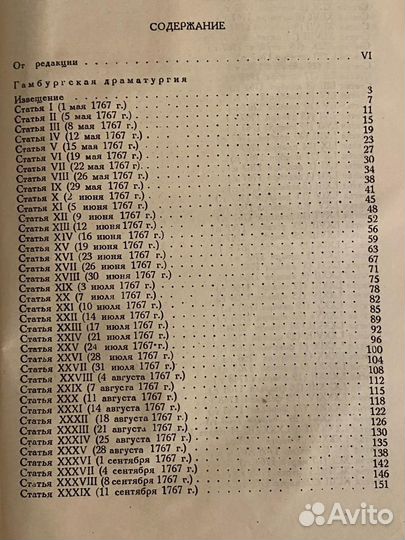 СОДЕРЖАНИЕ
От редакции VI
Гамбургская драматургия
Извещение 3
Статья I (1 мая 1767 г.) 7
Статья II (5 мая 1767 г.) 11
Статья III (8 мая 1767 г.) 15
Статья IV (12 мая 1767 г.) 19
Статья V (15 мая 1767 г.) 23
Статья VI (19 мая 1767 г.) 27
Статья VII (22 мая 1767 г.) 30
Статья VIII (26 мая 1767 г.) 34
Статья IX (29 мая 1767 г.) 38
Статья X (2 июня 1767 г.) 41
Статья XI (5 июня 1767 г.) 45
Статья XII (9 июня 1767 г.) 48
Статья XIII (12 июня 1767 г.) 52
Статья XIV (16 июня 1767 г.) 56
Статья XV (19 июня 1767 г.) 59
Статья XVI (23 июня 1767 г.) 63
Статья XVII (26 июня 1767 г.) 67
Статья XVIII (30 июня 1767 г.) 71
Статья XIX (3 июля 1767 г.) 75
Статья XX (7 июля 1767 г.) 78
Статья XXI (10 июля 1767 г.) 82
Статья XXII (14 июля 1767 г.) 85
Статья XXIII (17 июля 1767 г.) 89
Статья XXIV (21 июля 1767 г.) 92
Статья XXV (24 июля 1767 г.) 96
Статья XXVI (28 июля 1767 г.) 100
Статья XXVII (31 июля 1767 г.) 104
Статья XXVIII (4 августа 1767 г.) 108
Статья XXIX (7 августа 1767 г.) 112
Статья XXX (11 августа 1767 г.) 115
Статья XXXI (14 августа 1767 г.) 118
Статья XXXII (18 августа 1767 г.) 122
Статья XXXIII (21 августа 1767 г.) 126
Статья XXXIV (25 августа 1767 г.) 130
Статья XXXV (28 августа 1767 г.) 135
Статья XXXVI (1 сентября 1767 г.) 138
Статья XXXVII (4 сентября 1767 г.) 142
Статья XXXVIII (8 сентября 1767 г.) 146
Статья XXXIX (11 сентября 1767 г.) 151
Avito